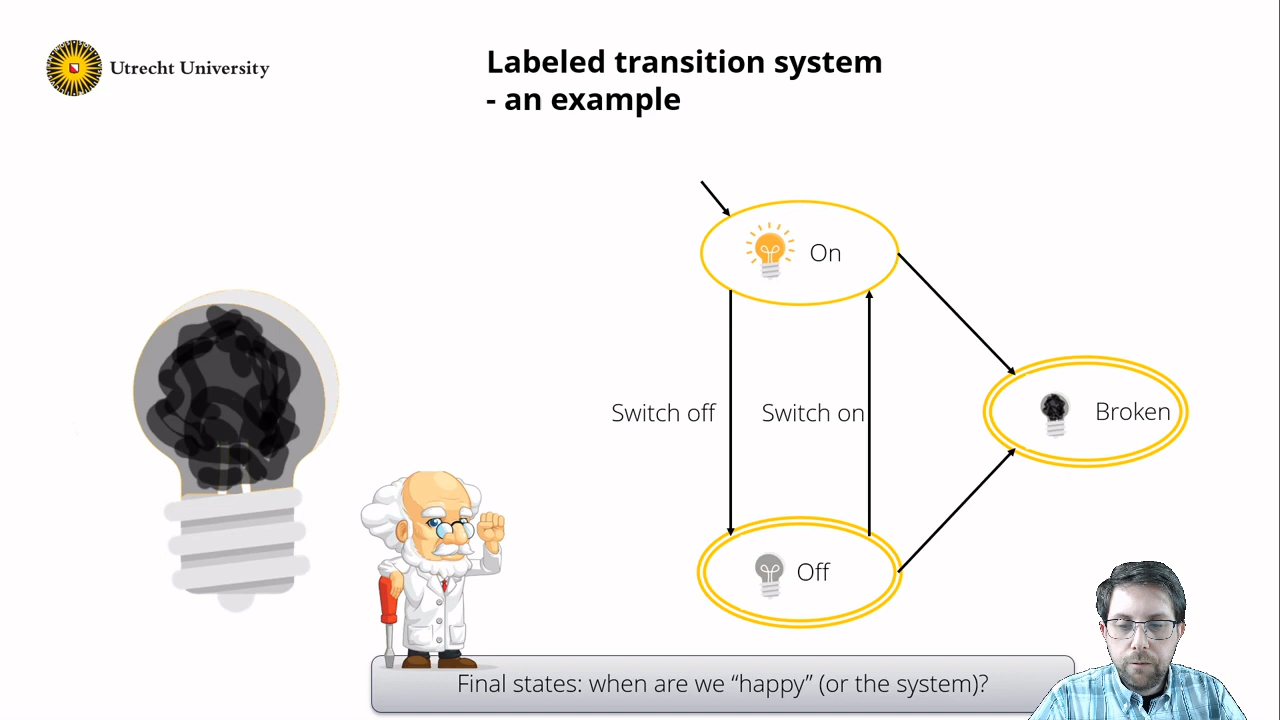 Utrecht University
Labeled transition system
- an example
On
Switch off
Switch on
Broken
Off
Final states: when are we “happy” (or the system)?